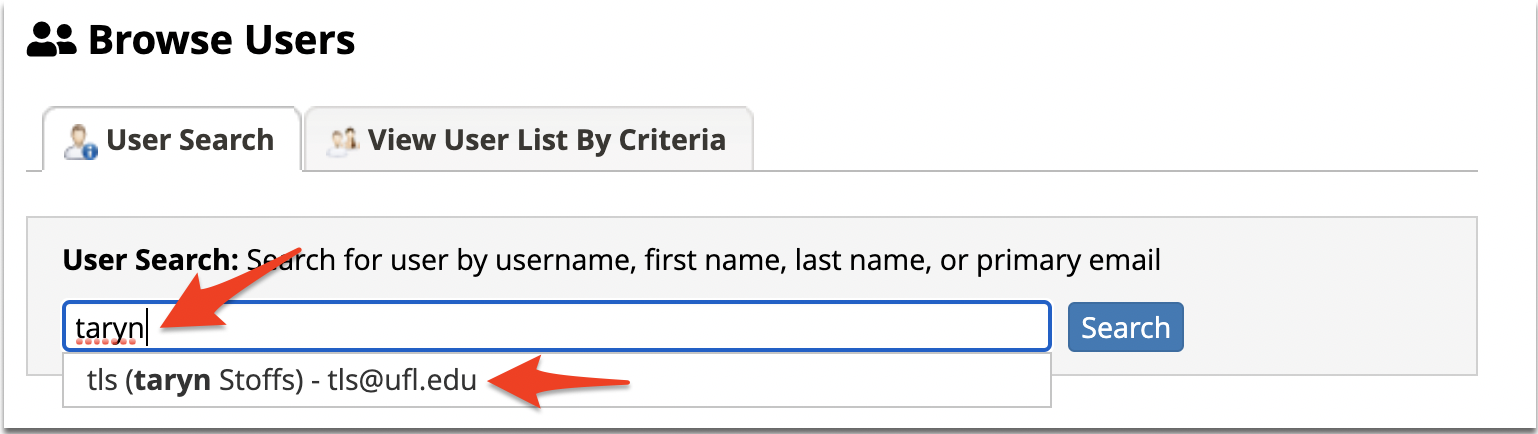 Browse Users
User Search
View User List By Criteria
User Search: Search for user by username, first name, last name, or primary email
taryn
Search
tls (taryn Stoffs) - tls@ufl.edu